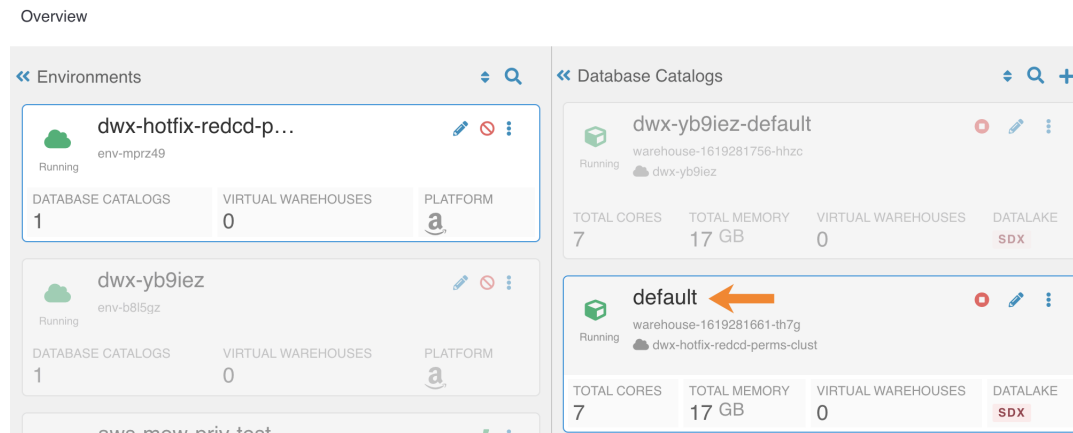 Overview
Environments
dwx-hotfix-redcd-p...
env-mprz49
Running
DATABASE CATALOGS
1
VIRTUAL WAREHOUSES
0
PLATFORM
a
dwx-yb9iez
env-b8l5gz
Running
DATABASE CATALOGS
1
VIRTUAL WAREHOUSES
0
PLATFORM
a
Database Catalogs
dwx-yb9iez-default
warehouse-1619281756-hhzc
dwx-yb9iez
Running
TOTAL CORES
7
TOTAL MEMORY
17 GB
VIRTUAL WAREHOUSES
0
DATALAKE
SDX
default
warehouse-1619281661-th7g
dwx-hotfix-redcd-perms-clust
Running
TOTAL CORES
7
TOTAL MEMORY
17 GB
VIRTUAL WAREHOUSES
0
DATALAKE
SDX